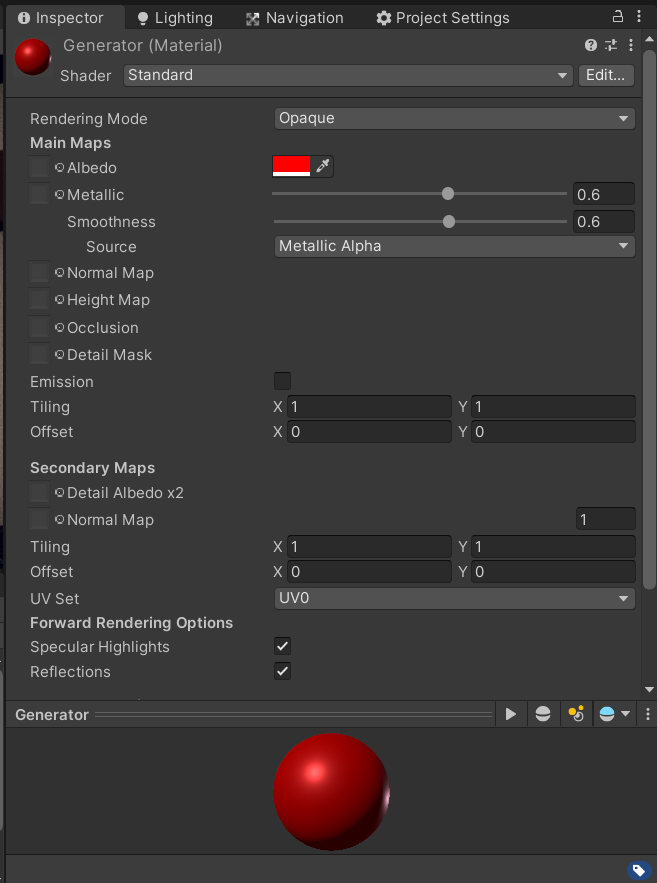 Inspector Lighting Navigation Project Settings
Generator (Material)
Shader Standard Edit...
Rendering Mode Opaque
Main Maps
Albedo
Metallic 0.6
Smoothness 0.6
Source Metallic Alpha
Normal Map
Height Map
Occlusion
Detail Mask
Emission
Tiling X 1 Y 1
Offset X 0 Y 0
Secondary Maps
Detail Albedo x2
Normal Map 1
Tiling X 1 Y 1
Offset X 0 Y 0
UV Set UV0
Forward Rendering Options
Specular Highlights
Reflections
Generator